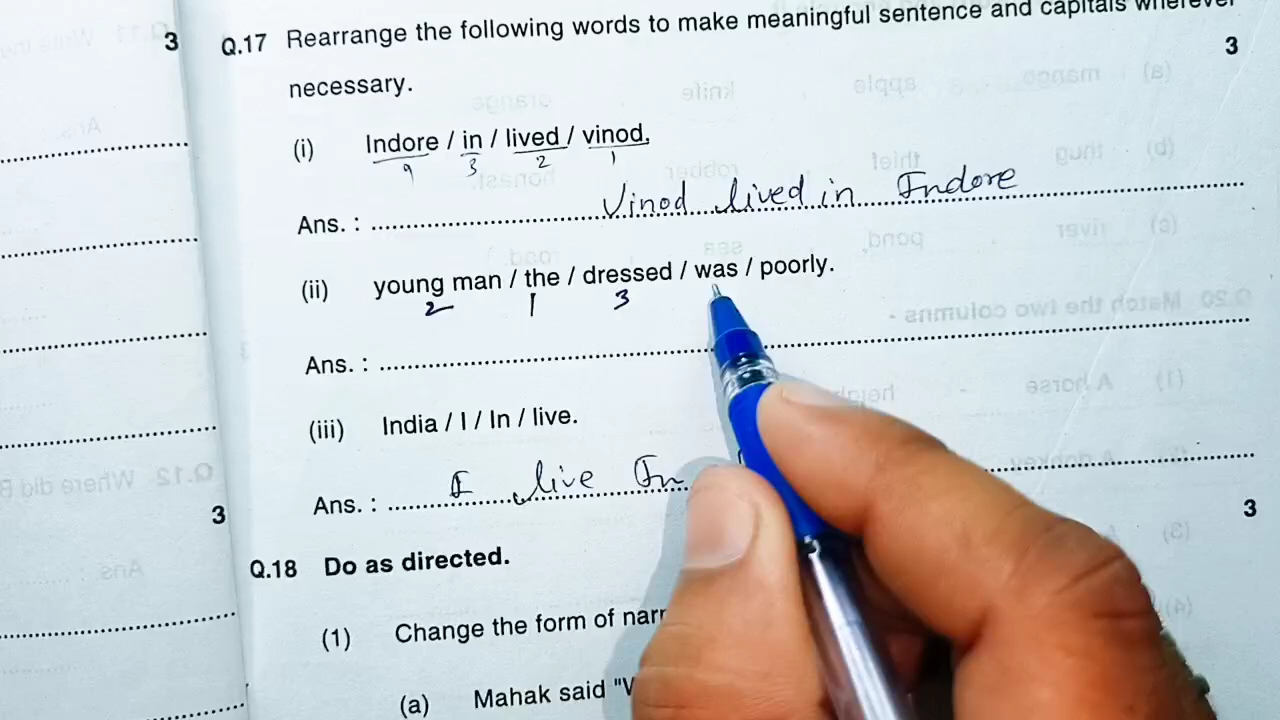 3 Q.17 Rearrange the following words to make meaningful sentence and capitals wherever
necessary. 3
(i) Indore / in / lived / vinod.
9 3 2 1
Ans. : Vinod lived in Indore
(ii) young man / the / dressed / was / poorly.
2 1 3
Ans. :
(iii) India / I / In / live.
Ans. : I live In
3 Q.18 Do as directed. 3
(1) Change the form of
(a) Mahak said